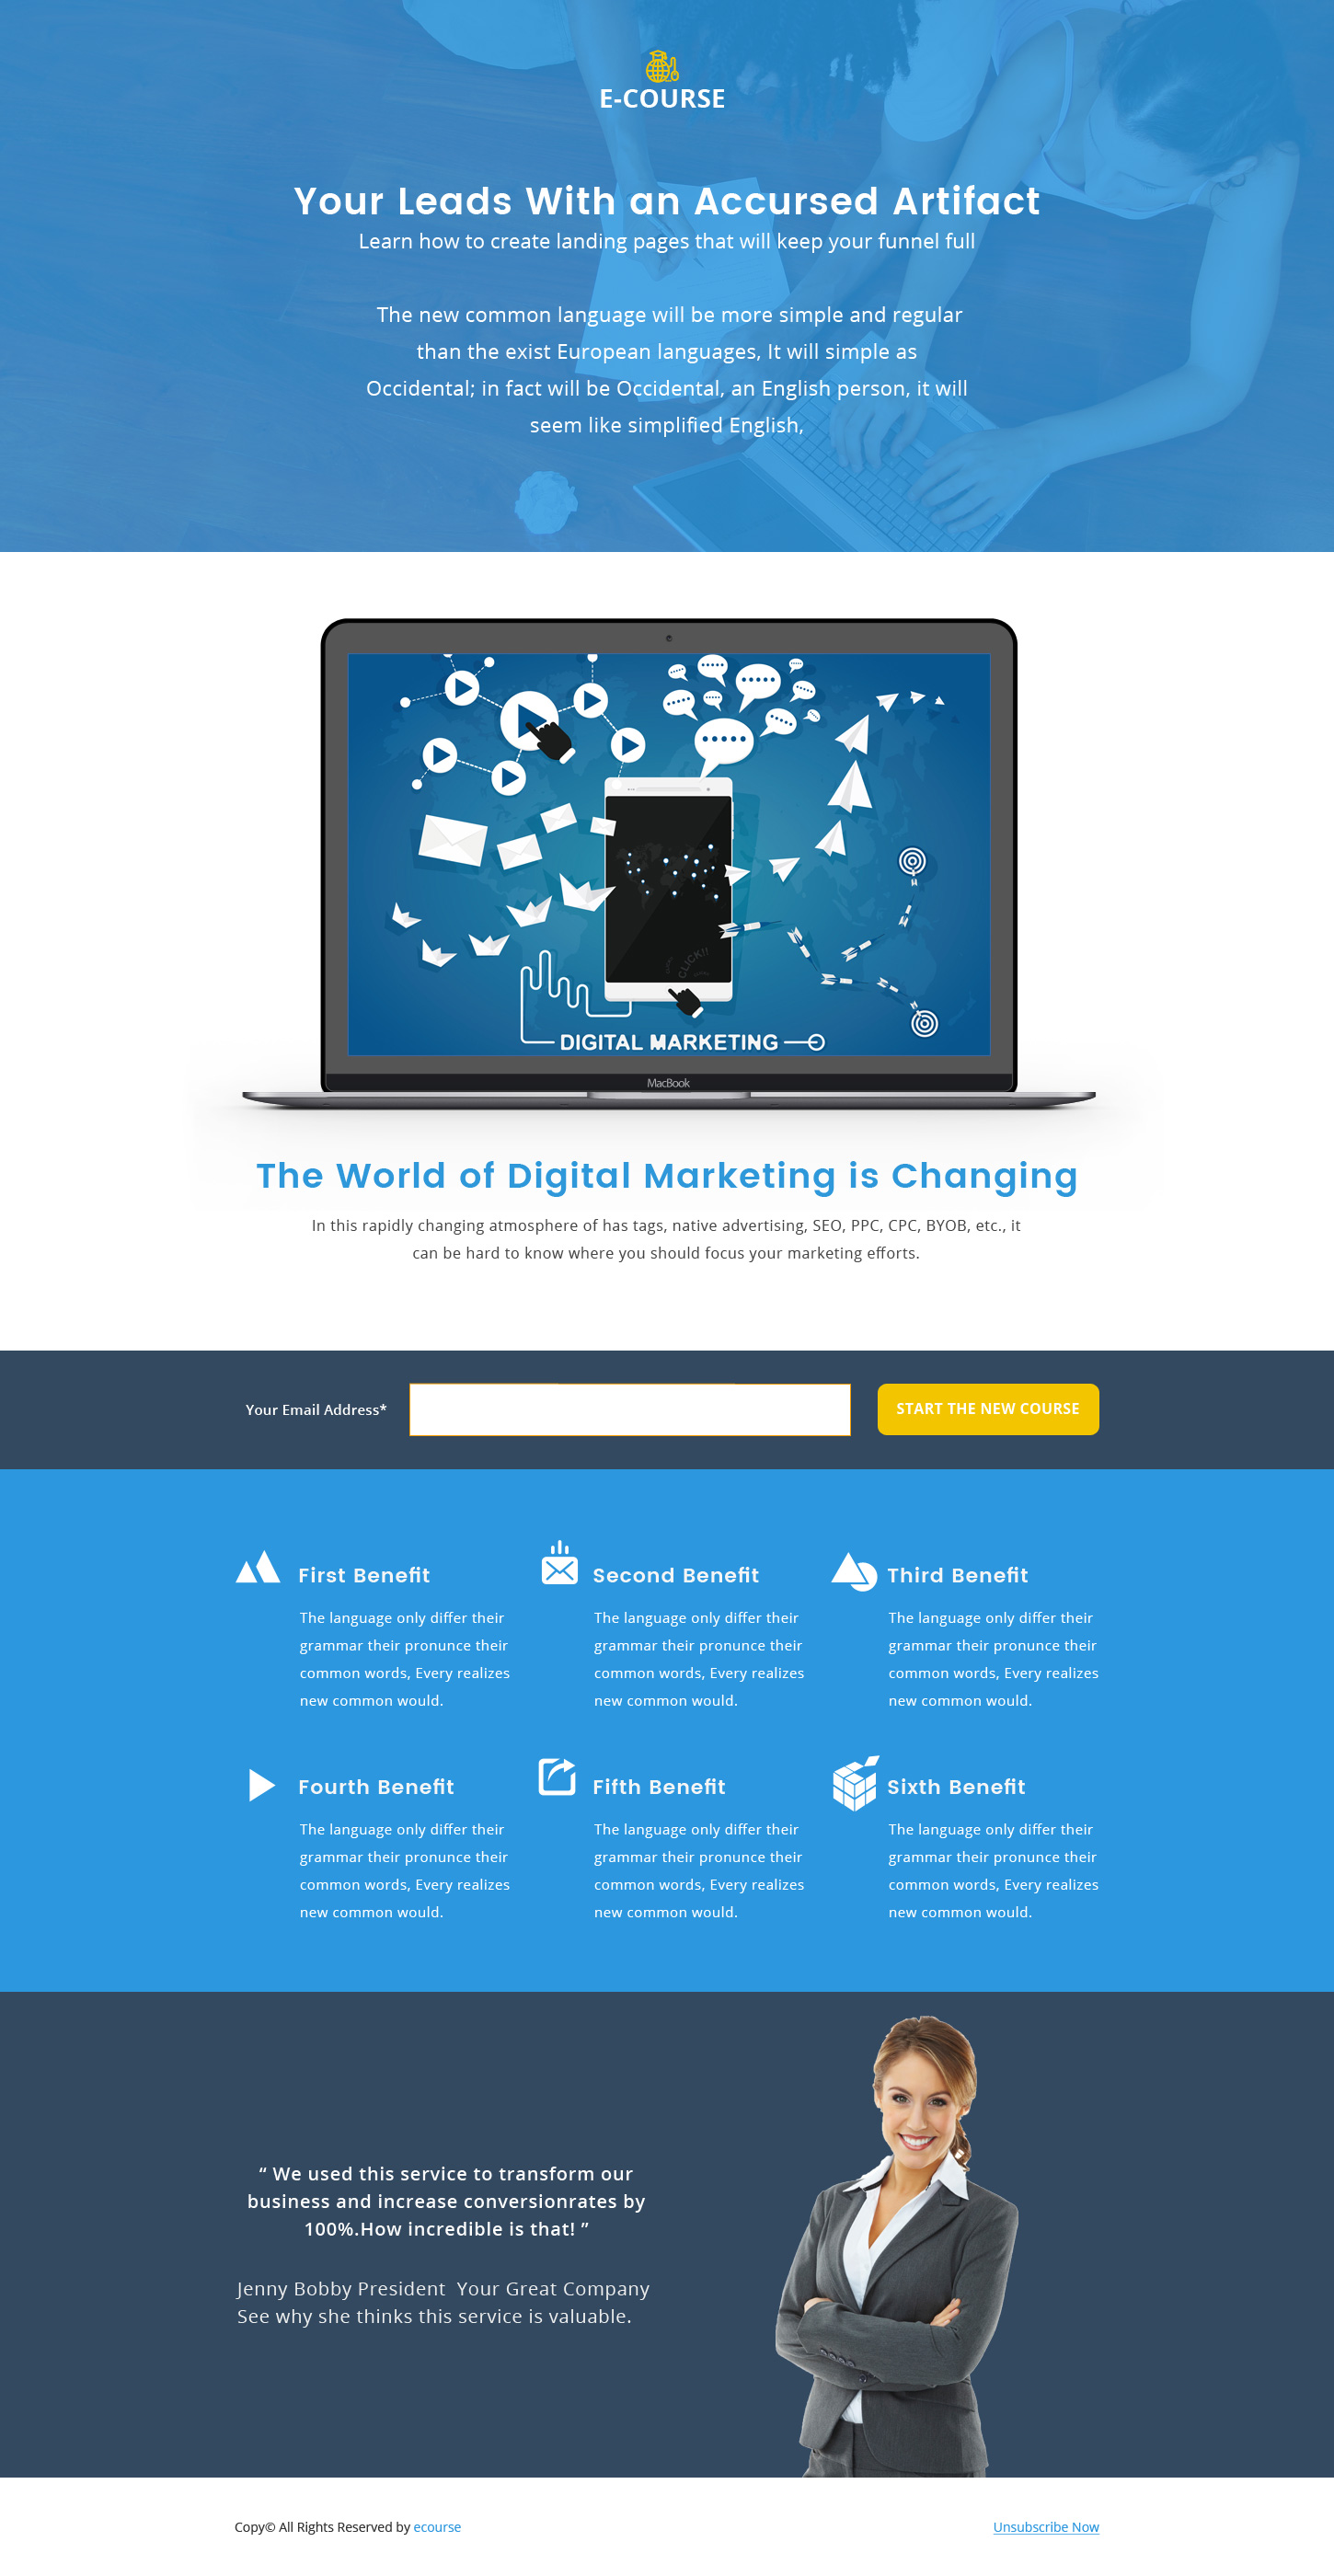 E-COURSE
Your Leads With an Accursed Artifact
Learn how to create landing pages that will keep your funnel full
The new common language will be more simple and regular
than the exist European languages, It will simple as
Occidental; in fact will be Occidental, an English person, it will
seem like simplified English,
CLICK!!
DIGITAL MARKETING
MacBook
The World of Digital Marketing is Changing
In this rapidly changing atmosphere of has tags, native advertising, SEO, PPC, CPC, BYOB, etc., it
can be hard to know where you should focus your marketing efforts.
Your Email Address*
START THE NEW COURSE
First Benefit
The language only differ their
grammar their pronunce their
common words, Every realizes
new common would.
Second Benefit
The language only differ their
grammar their pronunce their
common words, Every realizes
new common would.
Third Benefit
The language only differ their
grammar their pronunce their
common words, Every realizes
new common would.
Fourth Benefit
The language only differ their
grammar their pronunce their
common words, Every realizes
new common would.
Fifth Benefit
The language only differ their
grammar their pronunce their
common words, Every realizes
new common would.
Sixth Benefit
The language only differ their
grammar their pronunce their
common words, Every realizes
new common would.
“ We used this service to transform our
business and increase conversionrates by
100%.How incredible is that! ”
Jenny Bobby President  Your Great Company
See why she thinks this service is valuable.
Copy© All Rights Reserved by ecourse
Unsubscribe Now